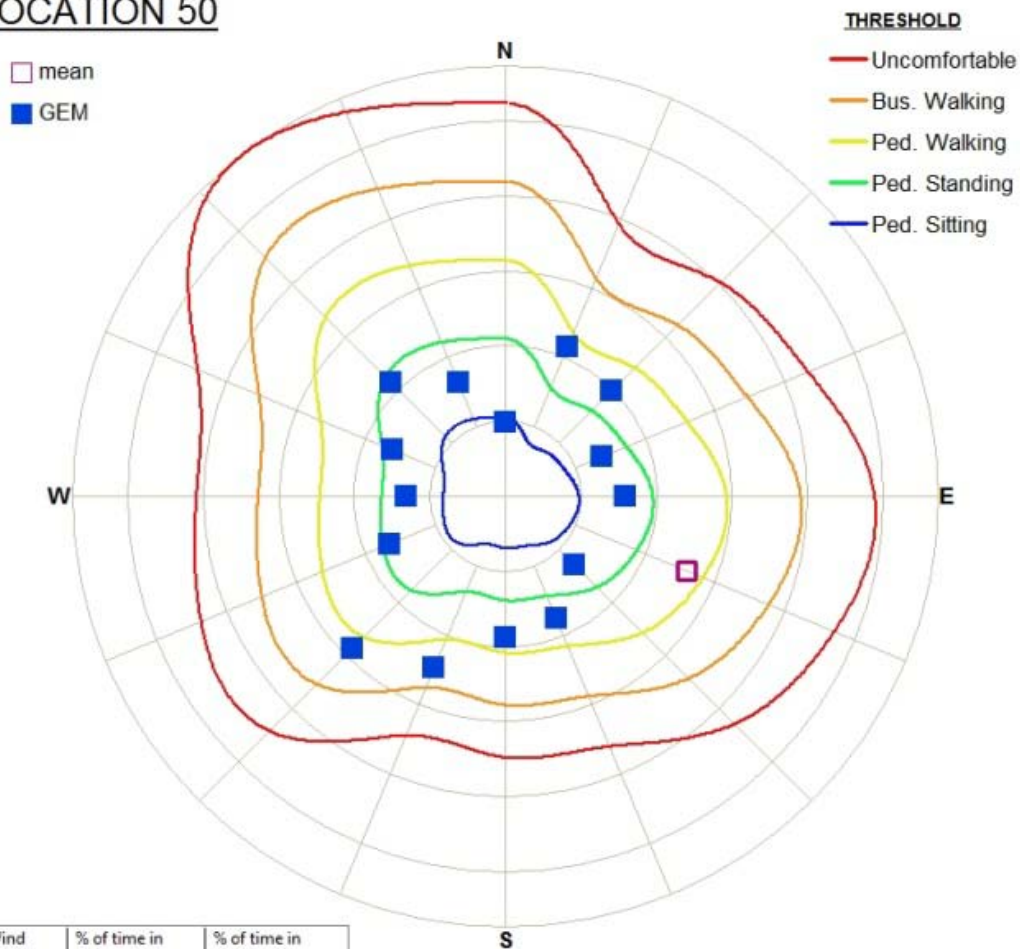 OCATION 50
mean
GEM
THRESHOLD
Uncomfortable
Bus. Walking
Ped. Walking
Ped. Standing
Ped. Sitting
N
W
E
S
% of time in
% of time in